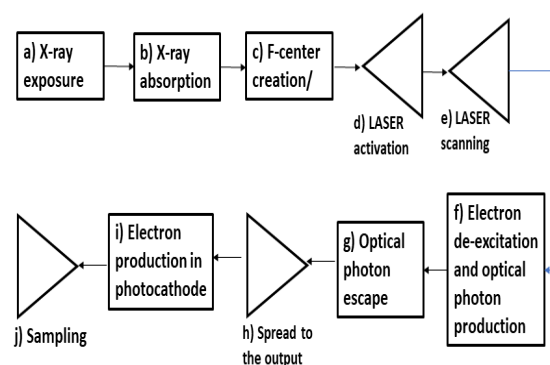 a) X-ray
exposure
b) X-ray
absorption
c) F-center
creation/
d) LASER
activation
e) LASER
scanning
f) Electron
de-excitation
and optical
photon
production
g) Optical
photon
escape
h) Spread to
the output
i) Electron
production in
photocathode
j) Sampling